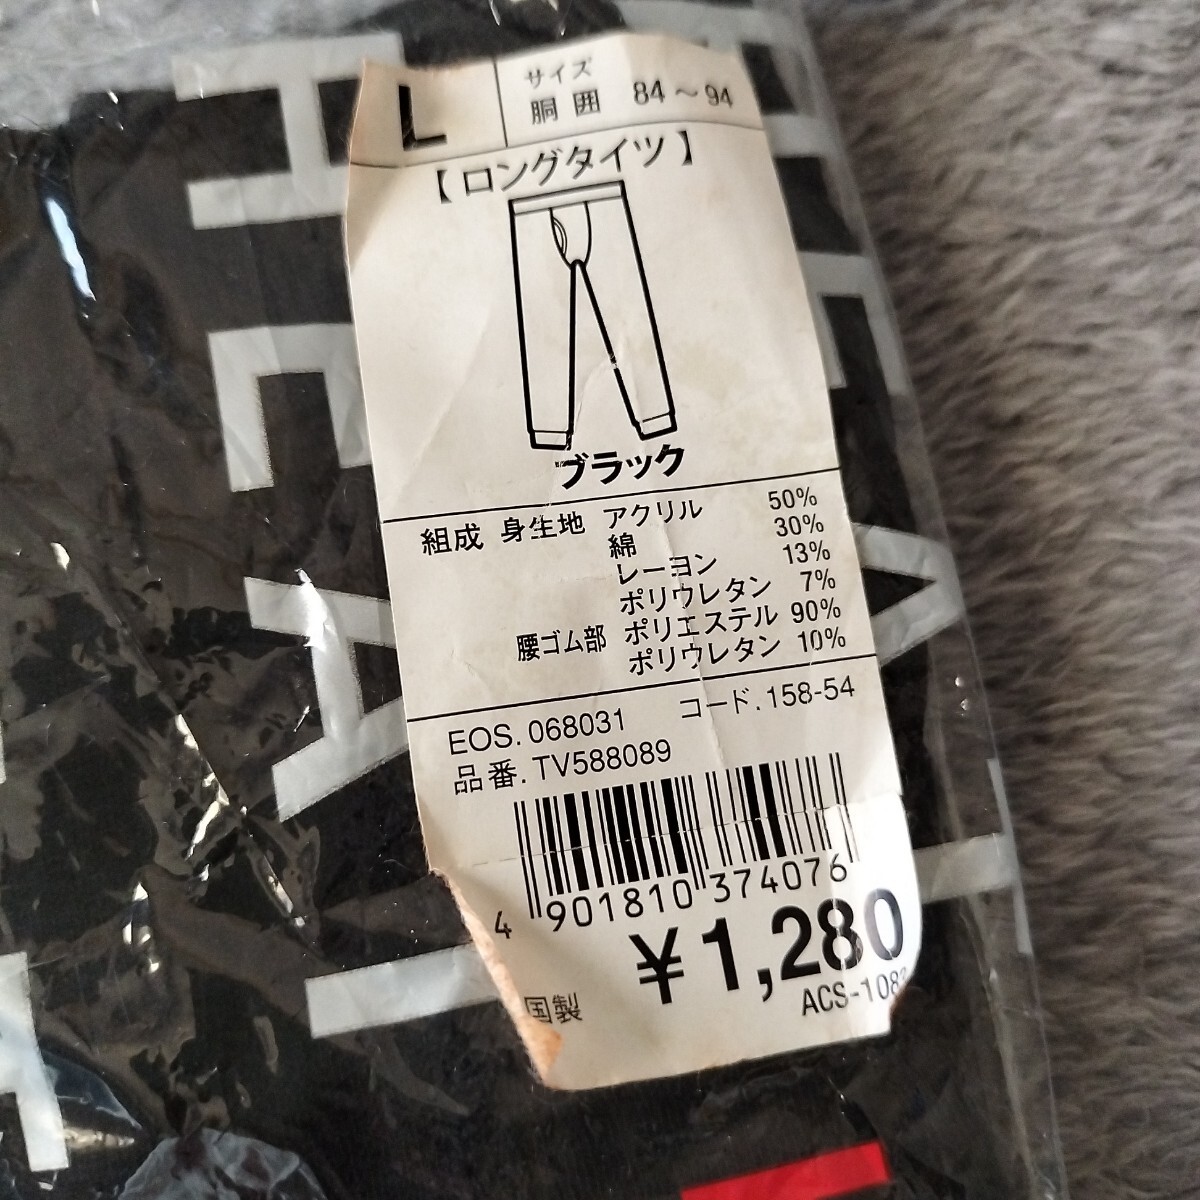 L サイズ
胴囲 84～94
【ロングタイツ】
ブラック
組成 身生地 アクリル 50%
綿 30%
レーヨン 13%
ポリウレタン 7%
腰ゴム部 ポリエステル 90%
ポリウレタン 10%
EOS. 068031 コード. 158-54
品番. TV588089
4 901810 374076
¥1,280
国製
HEAT
HEAT